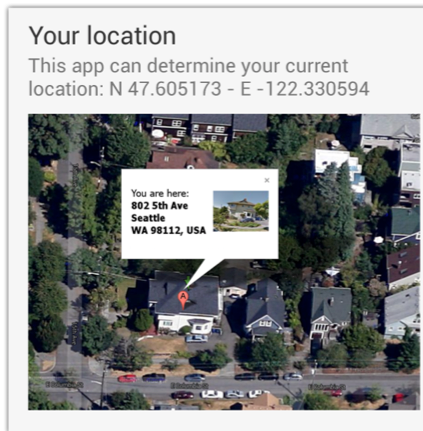 Your location
This app can determine your current
location: N 47.605173 - E -122.330594
You are here:
802 5th Ave
Seattle
WA 98112, USA